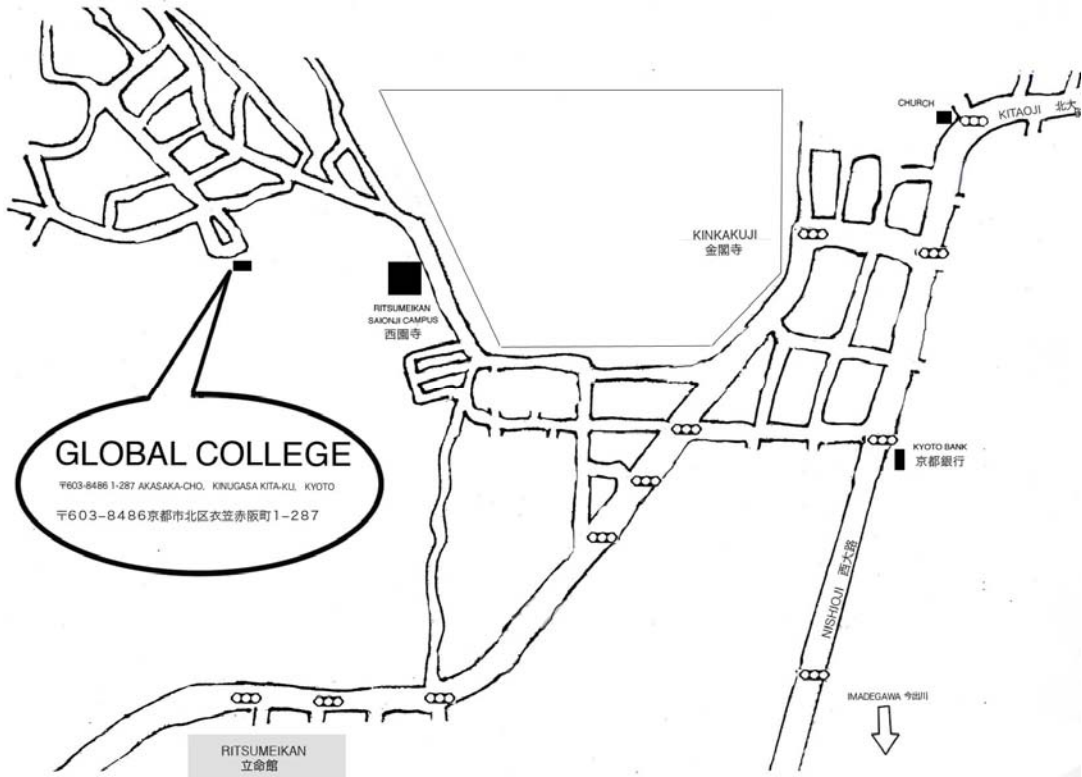 CHURCH
KITAOJI 北大
KINKAKUJI
金閣寺
RITSUMEIKAN
SAIONJI CAMPUS
西園寺
GLOBAL COLLEGE
〒603-8486 1-287 AKASAKA-CHO, KINUGASA KITA-KU, KYOTO
〒603-8486京都市北区衣笠赤阪町1-287
KYOTO BANK
京都銀行
NISHIOJI 西大路
IMADEGAWA 今出川
RITSUMEIKAN
立命館